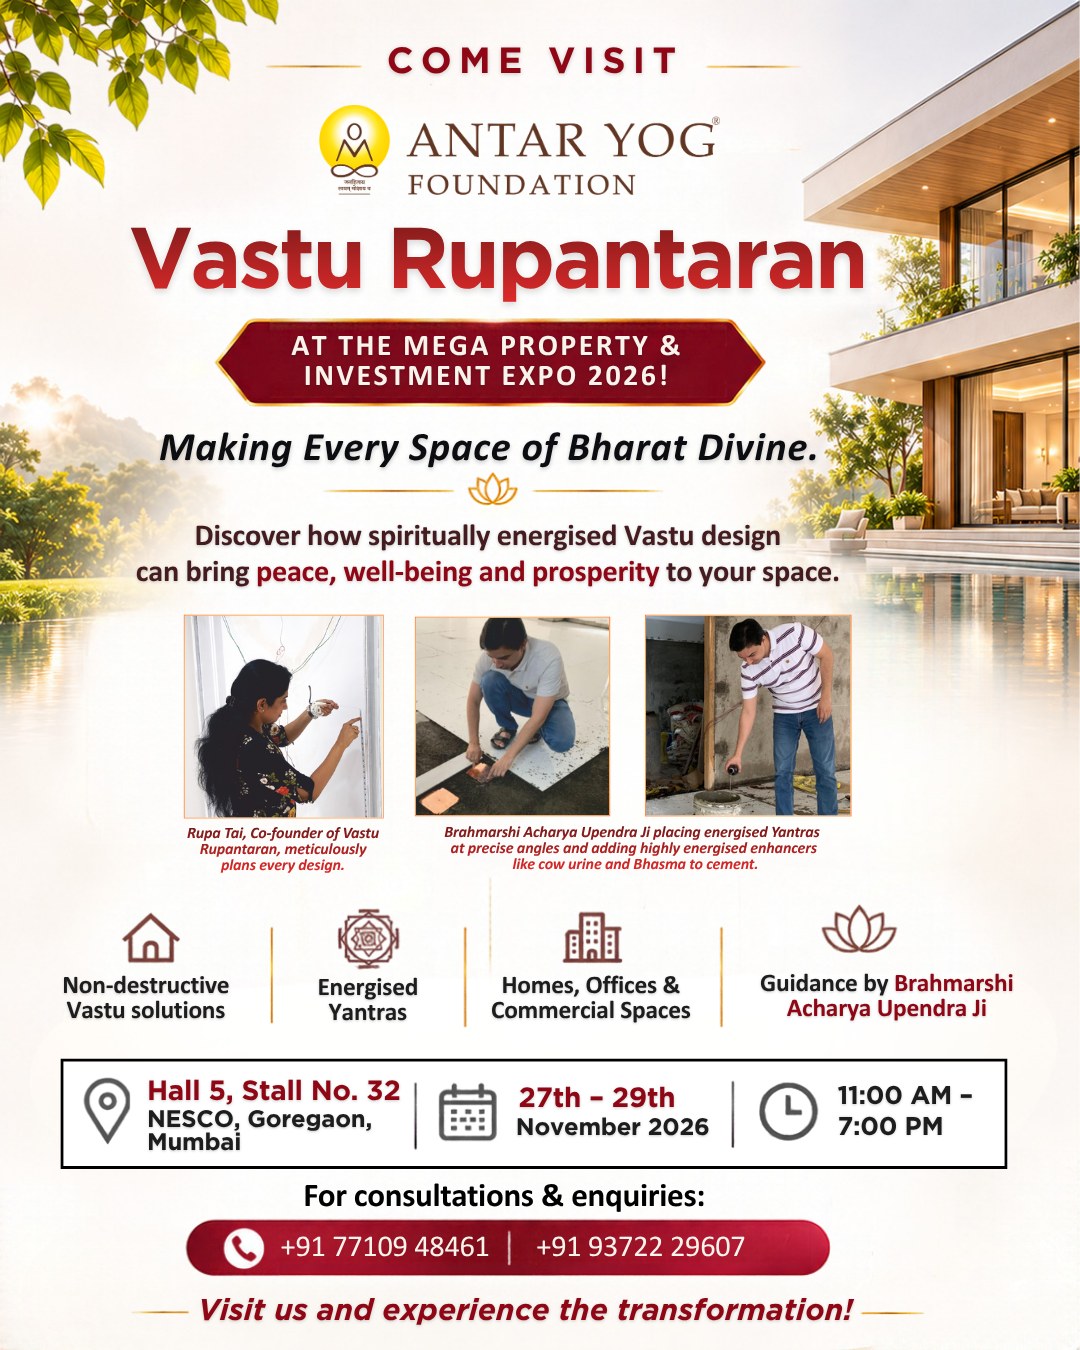 COME VISIT
ANTAR YOG®
FOUNDATION
Vastu Rupantaran
AT THE MEGA PROPERTY &
INVESTMENT EXPO 2026!
Making Every Space of Bharat Divine.
Discover how spiritually energised Vastu design
can bring peace, well-being and prosperity to your space.
Rupa Tai, Co-founder of Vastu
Rupantaran, meticulously
plans every design.
Brahmarshi Acharya Upendra Ji placing energised Yantras
at precise angles and adding highly energised enhancers
like cow urine and Bhasma to cement.
Non-destructive
Vastu solutions
Energised
Yantras
Homes, Offices &
Commercial Spaces
Guidance by Brahmarshi
Acharya Upendra Ji
Hall 5, Stall No. 32
NESCO, Goregaon,
Mumbai
27th – 29th
November 2026
11:00 AM –
7:00 PM
For consultations & enquiries:
+91 77109 48461 | +91 93722 29607
Visit us and experience the transformation!